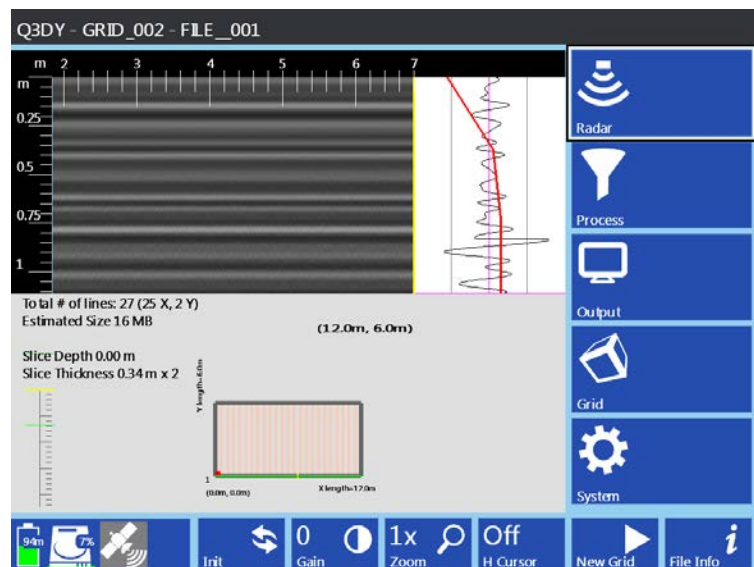 Q3DY - GRID_002 - FILE__001
m 2 3 4 5 6 7
m
0.25
0.5
0.75
1
Radar
Process
Output
Grid
System
Total # of lines: 27 (25 X, 2 Y)
Estimated Size 16 MB
(12.0m, 6.0m)
Slice Depth 0.00 m
Slice Thickness 0.34 m x 2
Y length=6.0m
1
(0.0m, 0.0m)
X length=12.0m
94m
7%
Init
0
Gain
1x
Zoom
Off
H Cursor
New Grid
i
File Info